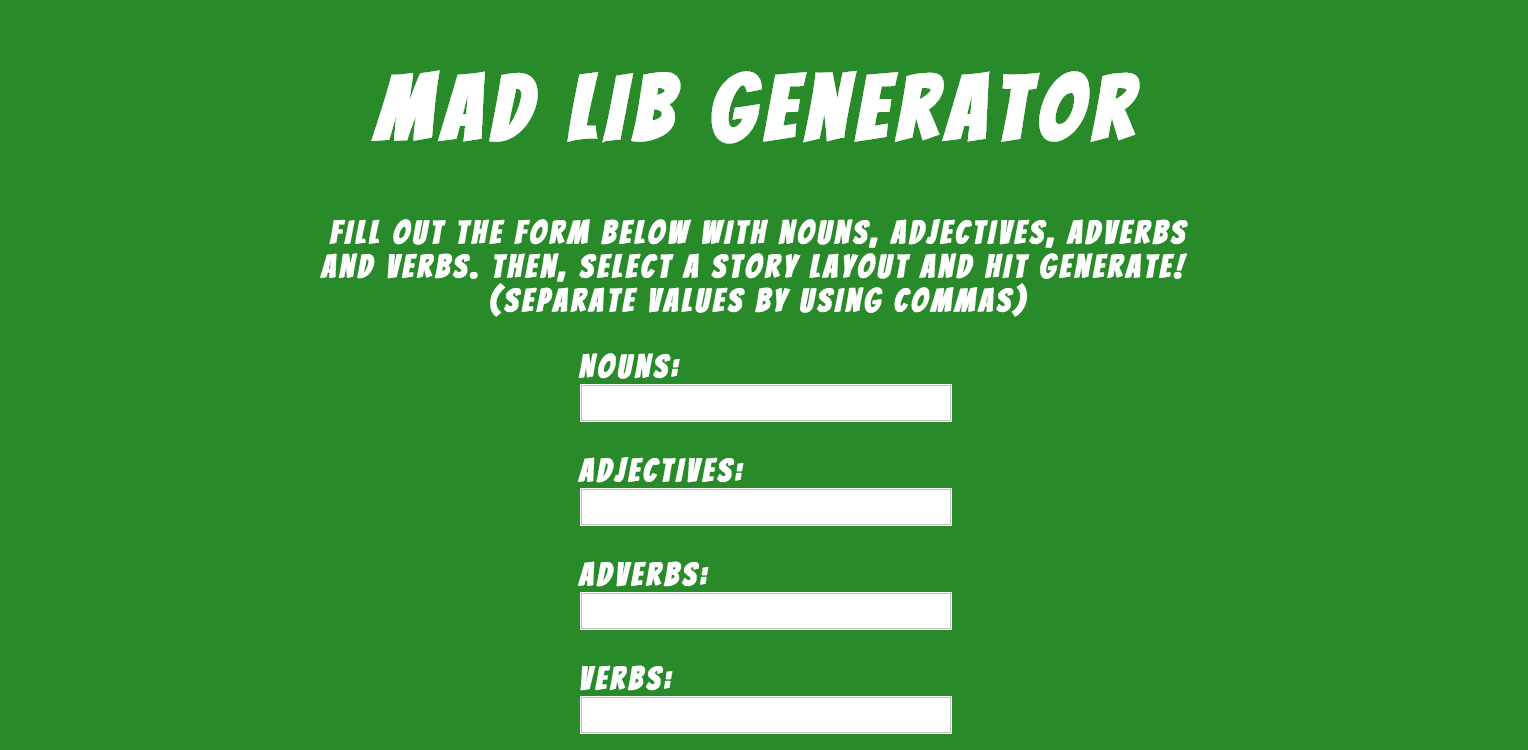 MAD LIB GENERATOR
FILL OUT THE FORM BELOW WITH NOUNS, ADJECTIVES, ADVERBS
AND VERBS. THEN, SELECT A STORY LAYOUT AND HIT GENERATE!
(SEPARATE VALUES BY USING COMMAS)
NOUNS:
ADJECTIVES:
ADVERBS:
VERBS: